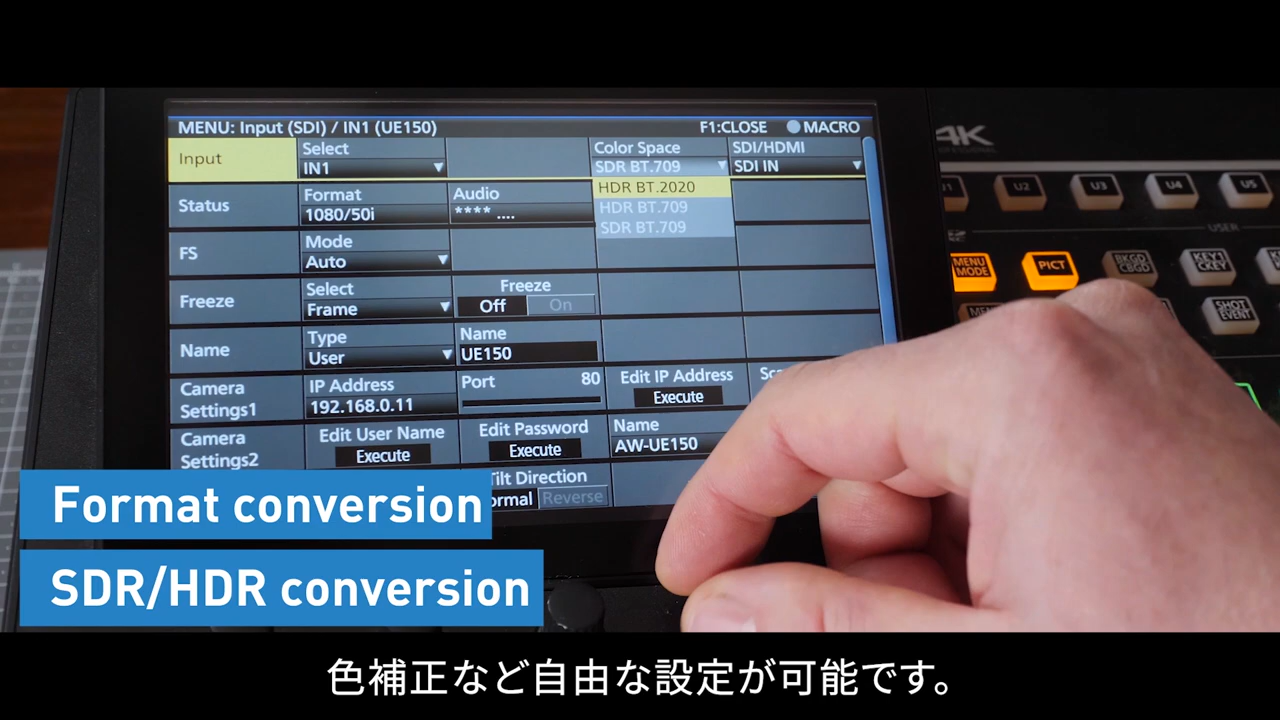 MENU: Input (SDI) / IN1 (UE150)
F1:CLOSE
MACRO
Input
Select
IN1
Color Space
SDR BT.709
SDI/HDMI
SDI IN
HDR BT.2020
HDR BT.709
SDR BT.709
Status
Format
1080/50i
Audio
**** ....
FS
Mode
Auto
Freeze
Select
Frame
Freeze
Off
On
Name
Type
User
Name
UE150
Camera
Settings1
IP Address
192.168.0.11
Port
80
Edit IP Address
Execute
Camera
Settings2
Edit User Name
Execute
Edit Password
Execute
Name
AW-UE150
Tilt Direction
Reverse
4K
U2
U3
U4
U5
USER
MENU
MODE
PICT
BKGD
CBGD
KEY1
CKEY
SHOT
EVENT
Format conversion
SDR/HDR conversion
色補正など自由な設定が可能です。